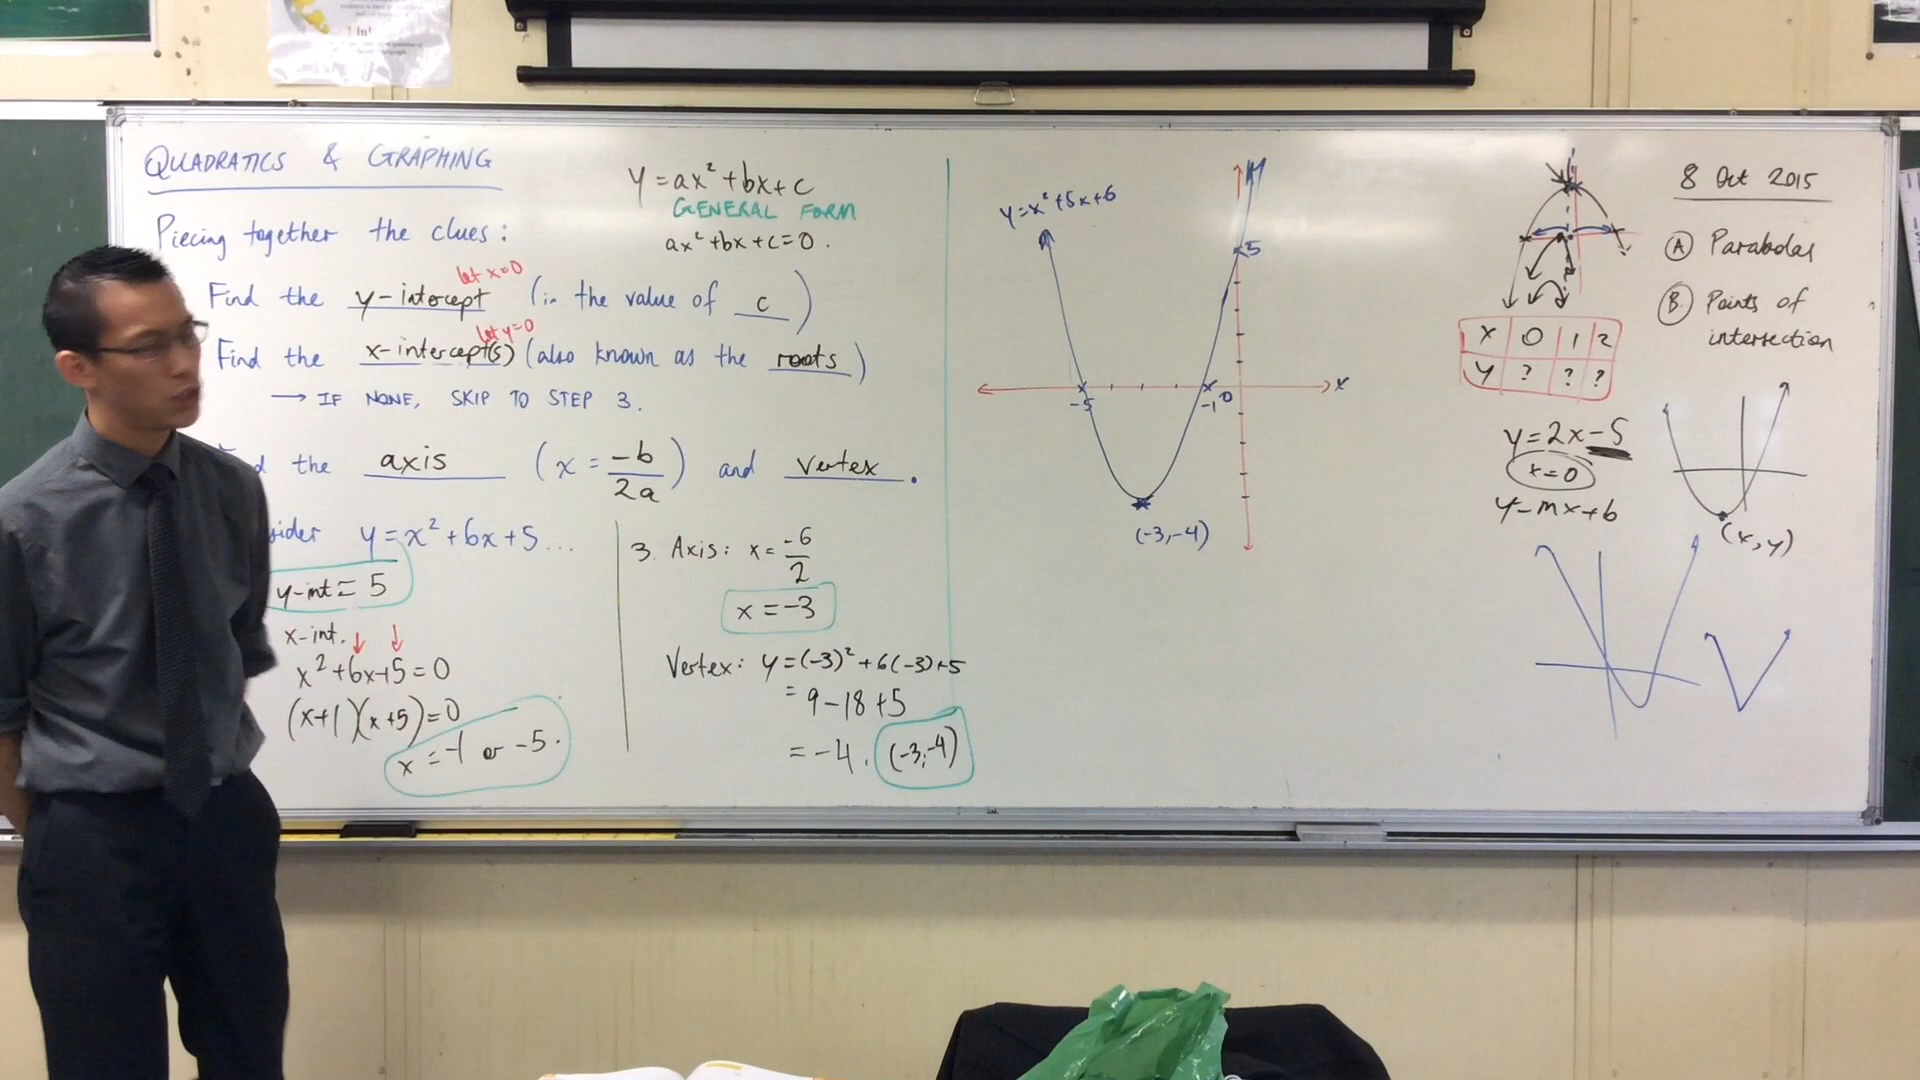 QUADRATICS & GRAPHING
Piecing together the clues:
let x=0
Find the y-intercept (in the value of c)
let y=0
Find the x-intercept(s) (also known as the roots)
→ IF NONE, SKIP TO STEP 3.
the axis (x = -b/2a) and vertex.
y=x²+6x+5...
y-int = 5
x-int.
x²+6x+5=0
(x+1)(x+5)=0
x=-1 or -5.
y=ax²+bx+c
GENERAL FORM
ax²+bx+c=0.
3. Axis: x = -6/2
x=-3
Vertex: y=(-3)²+6(-3)+5
= 9-18+5
= -4. (-3,-4)
y=x²+5x+6
5
-5 -1 0 x
(-3,-4)
8 Oct 2015
Ⓐ Parabolas
Ⓑ Points of
intersection
x 0 1 2
y ? ? ?
y=2x-5
x=0
y=mx+b
(x,y)